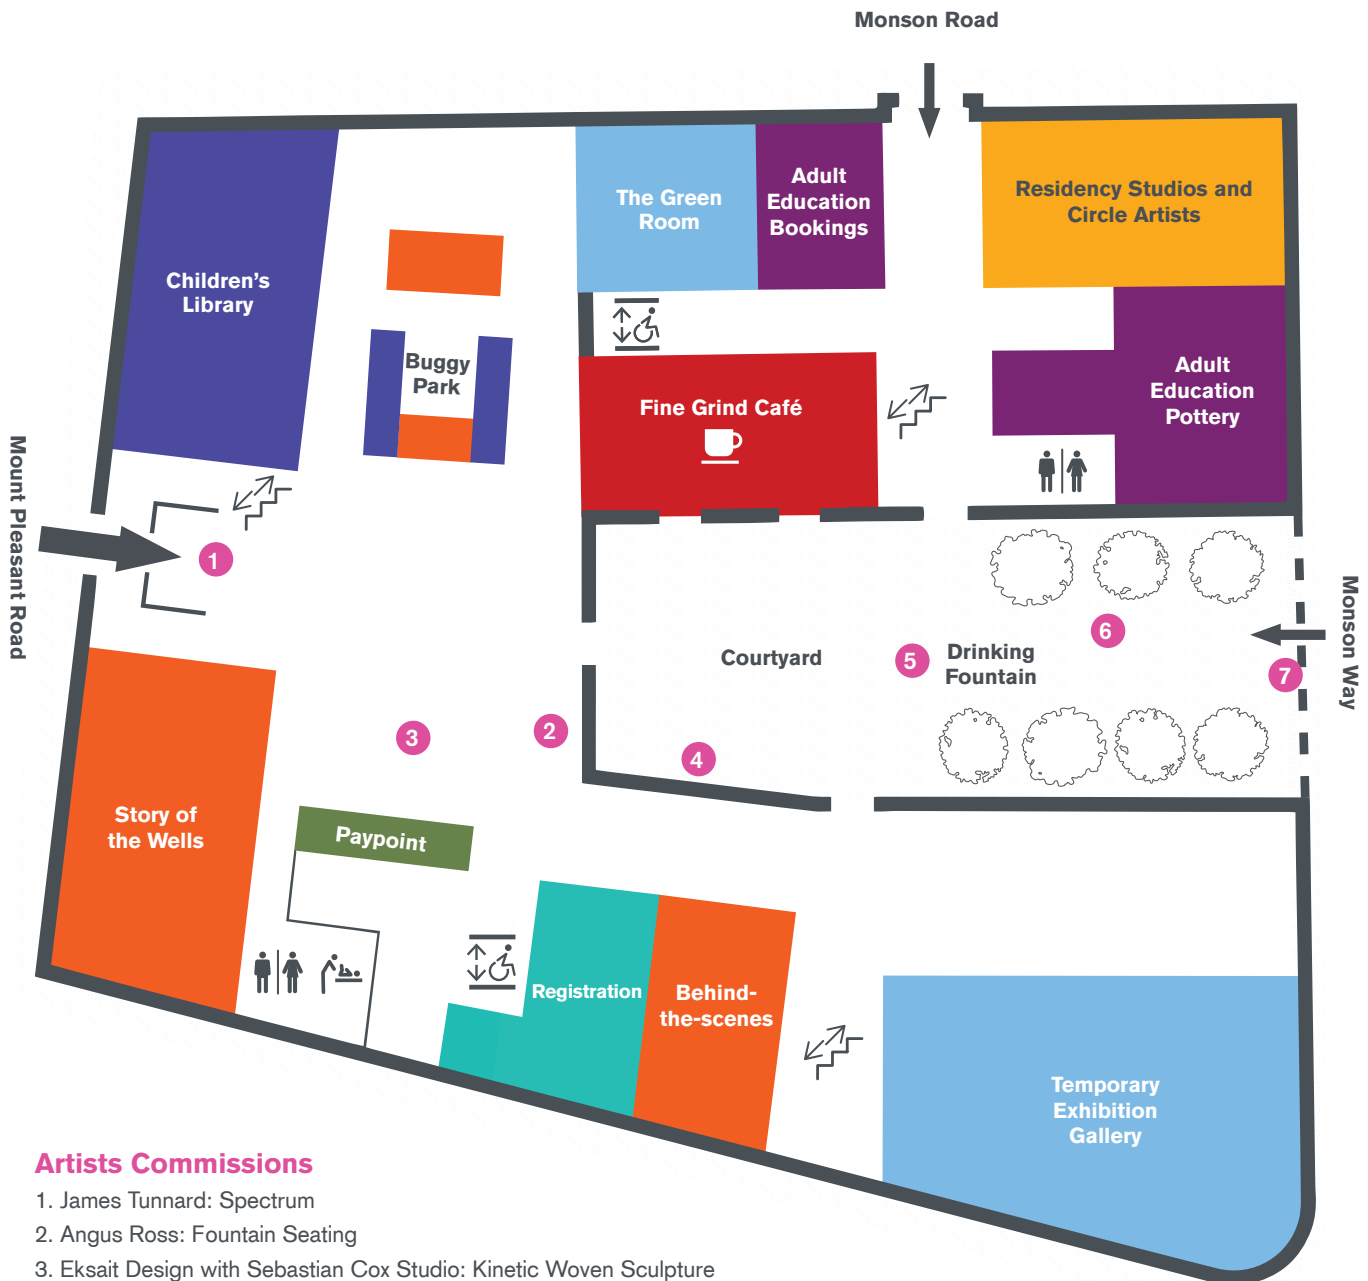 Monson Road
The Green
Room
Adult
Education
Bookings
Residency Studios and
Circle Artists
Children’s
Library
Buggy
Park
Fine Grind Café
Adult
Education
Pottery
Mount Pleasant Road
1
Monson Way
6
5
Drinking
Fountain
Courtyard
7
2
3
4
Story of
the Wells
Paypoint
Registration
Behind-
the-scenes
Temporary
Exhibition
Gallery
Artists Commissions
1. James Tunnard: Spectrum
2. Angus Ross: Fountain Seating
3. Eksait Design with Sebastian Cox Studio: Kinetic Woven Sculpture